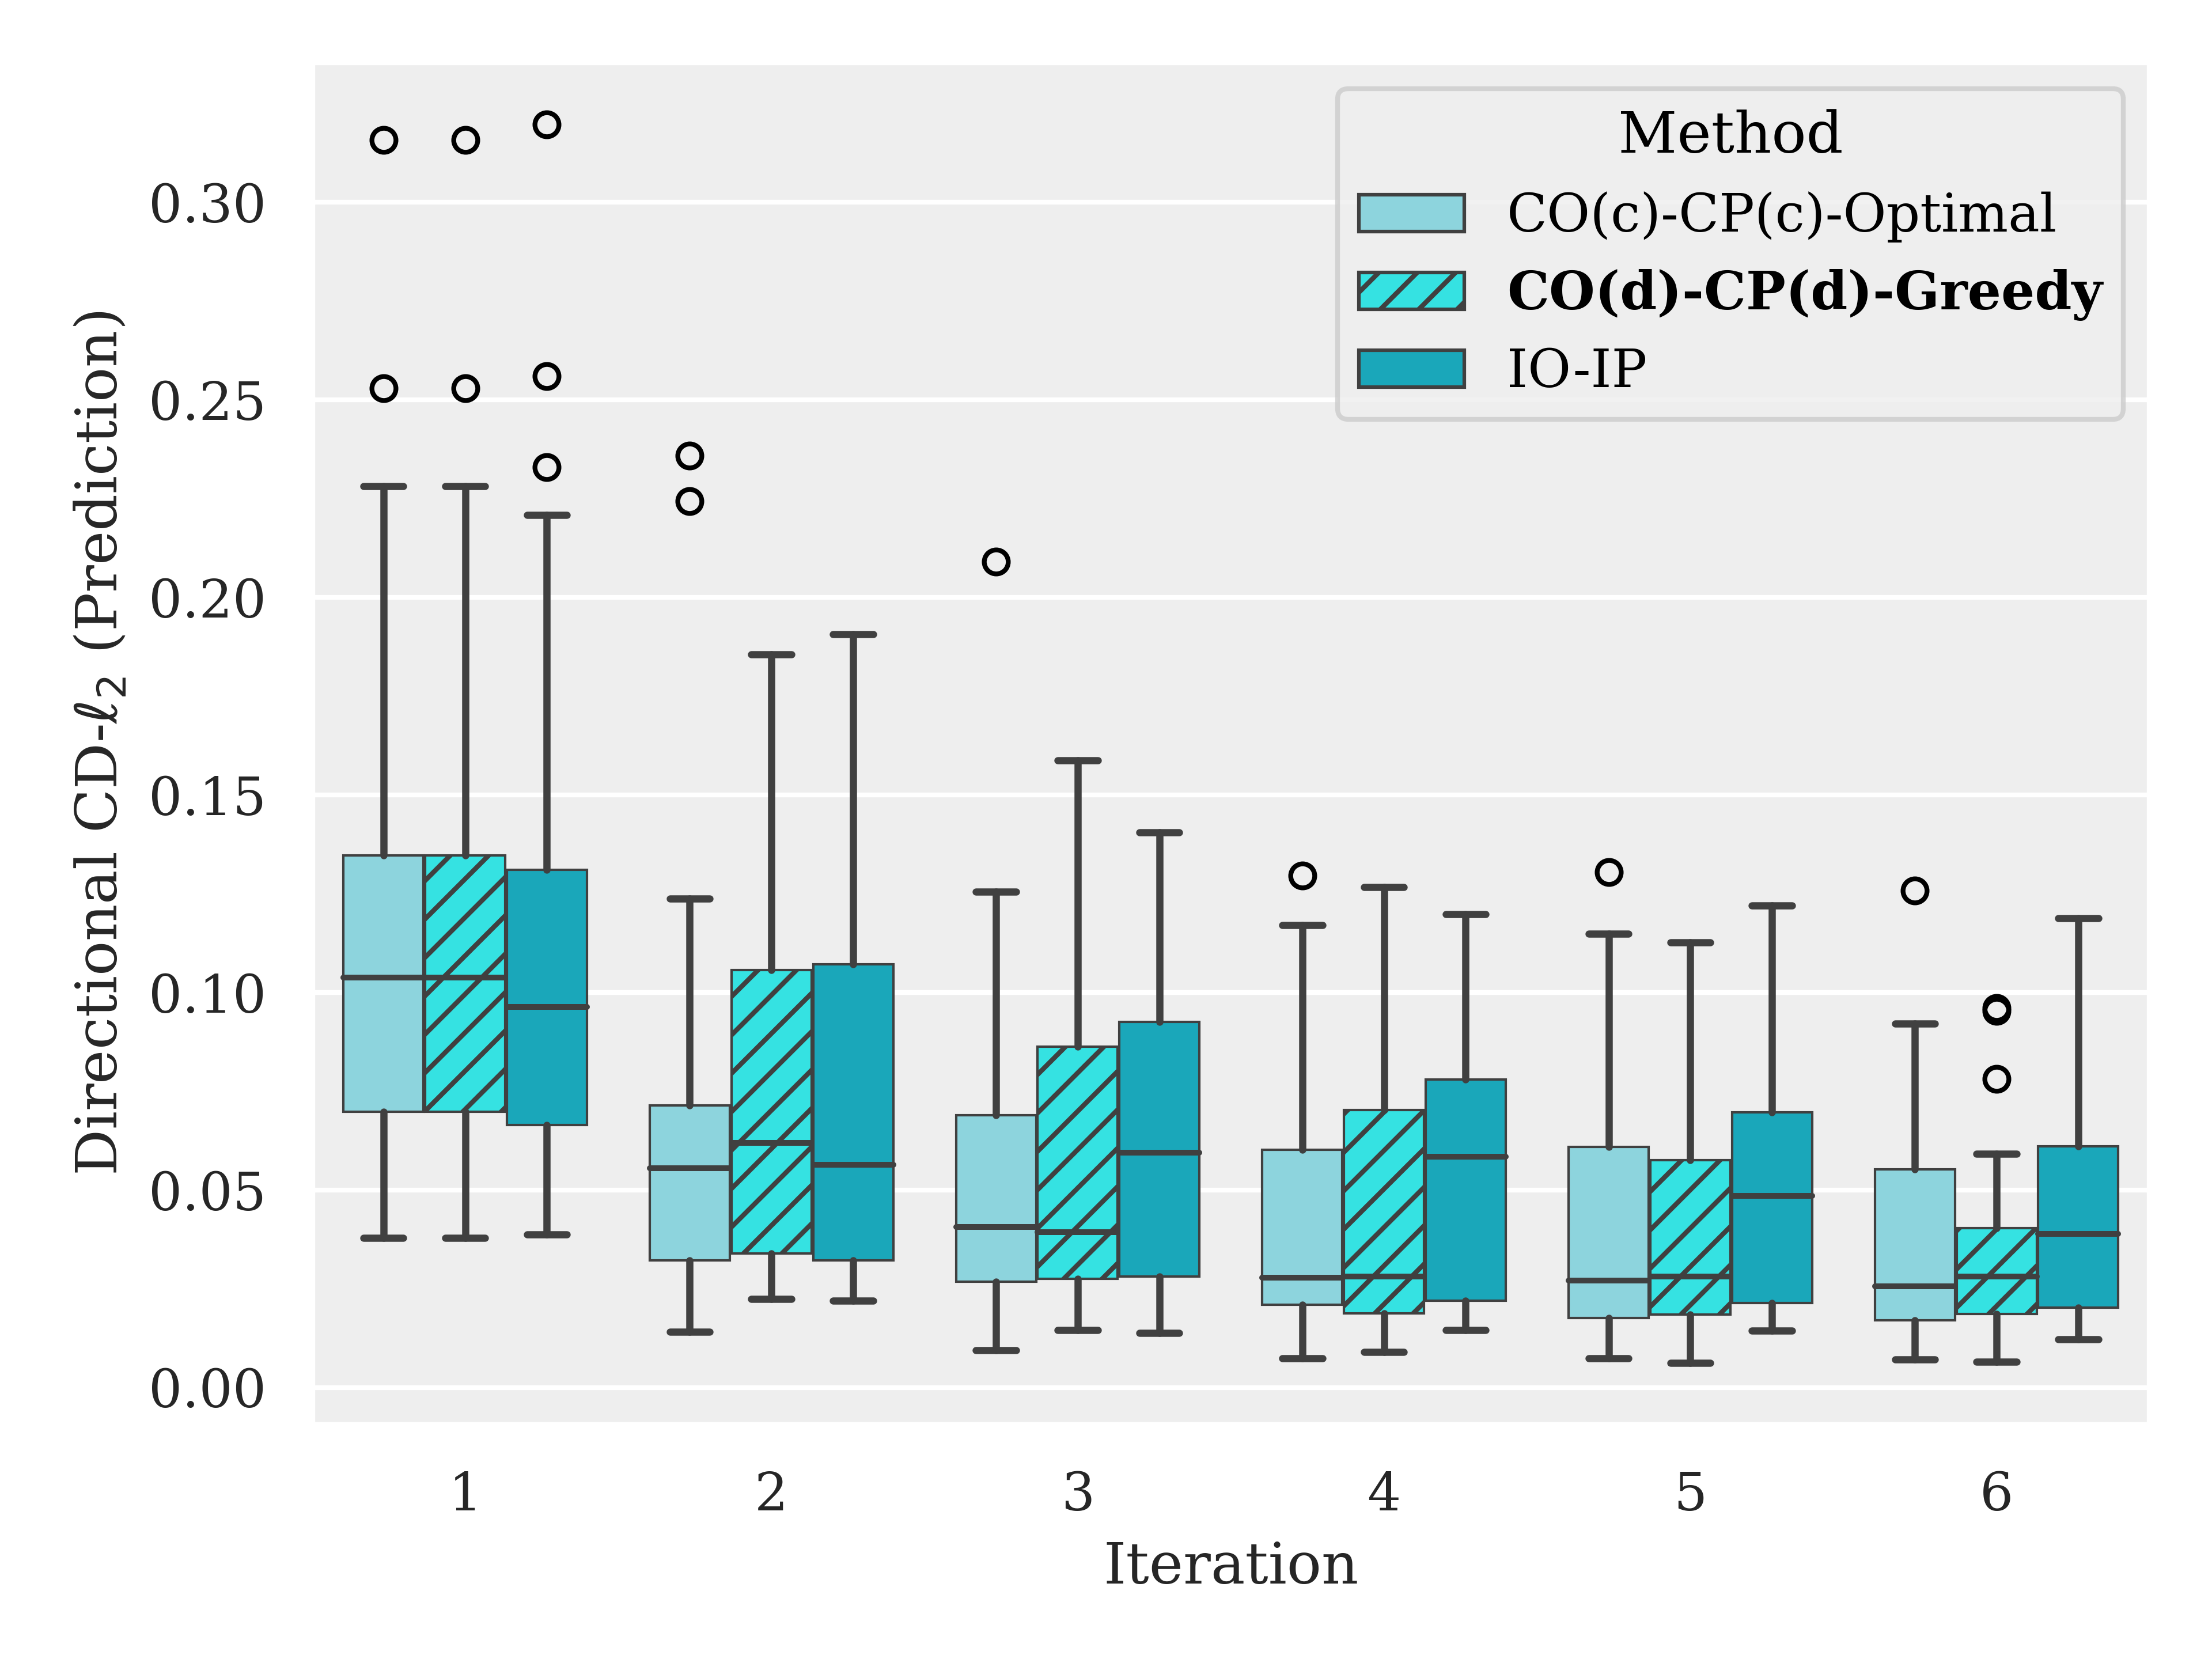 Directional CD-ℓ₂ (Prediction)
0.30
0.25
0.20
0.15
0.10
0.05
0.00
Method
CO(c)-CP(c)-Optimal
CO(d)-CP(d)-Greedy
IO-IP
1 2 3 4 5 6
Iteration